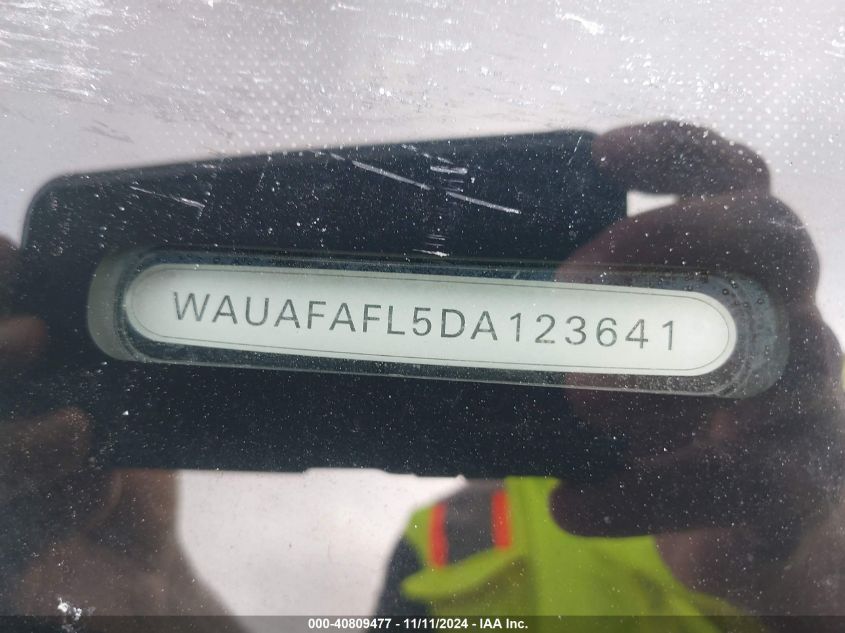 WAUAFAFL5DA123641
000-40809477 - 11/11/2024 - IAA Inc.